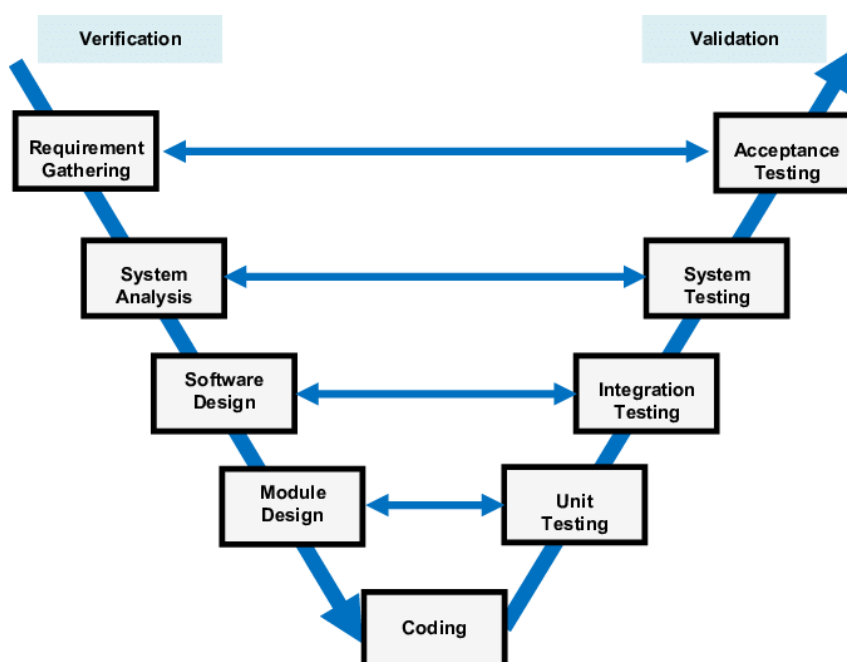 Verification
Validation
Requirement
Gathering
Acceptance
Testing
System
Analysis
System
Testing
Software
Design
Integration
Testing
Module
Design
Unit
Testing
Coding